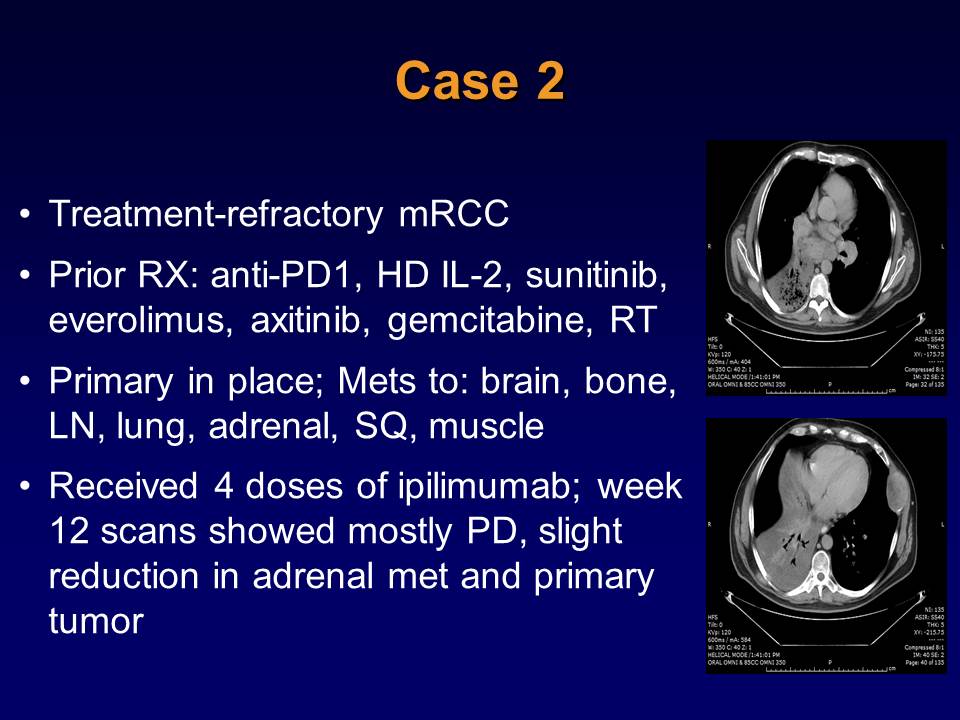 Case 2
• Treatment-refractory mRCC
• Prior RX: anti-PD1, HD IL-2, sunitinib,
everolimus, axitinib, gemcitabine, RT
• Primary in place; Mets to: brain, bone,
LN, lung, adrenal, SQ, muscle
• Received 4 doses of ipilimumab; week
12 scans showed mostly PD, slight
reduction in adrenal met and primary
tumor
R
L
HFS
Tilt: 0
KVp: 120
600ms / mA: 404
W: 350 C: 40 Z: 1
HELICAL MODE /1:41:01 PM
ORAL OMNI & 85CC OMNI 350
P
cm
NI: 135
ASIR: SS40
THK: 5
XY: -175.75
--- ---
Compressed 8:1
IM: 32 SE: 2
Page: 32 of 135
R
L
HFS
Tilt: 0
KVp: 120
600ms / mA: 584
W: 350 C: 40 Z: 1
HELICAL MODE /1:41:01 PM
ORAL OMNI & 85CC OMNI 350
P
cm
NI: 135
ASIR: SS40
THK: 5
XY: -215.75
--- ---
Compressed 8:1
IM: 40 SE: 2
Page: 40 of 135